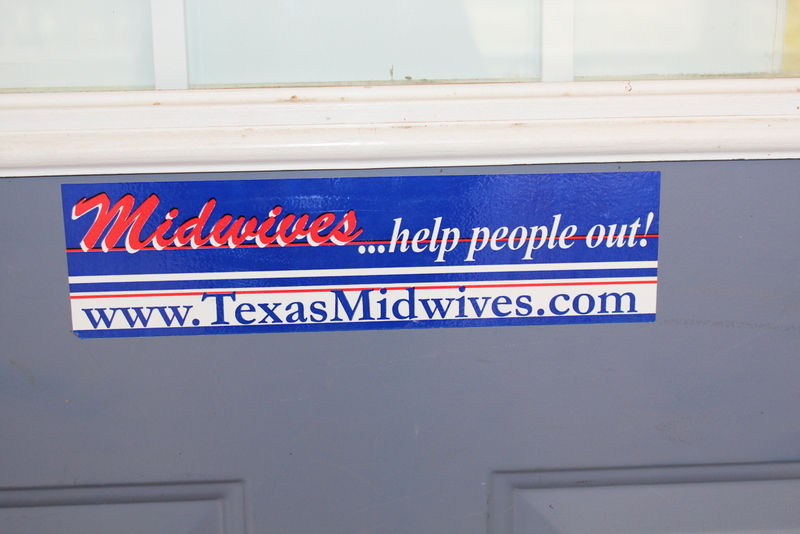 Midwives ...help people out!
www.TexasMidwives.com